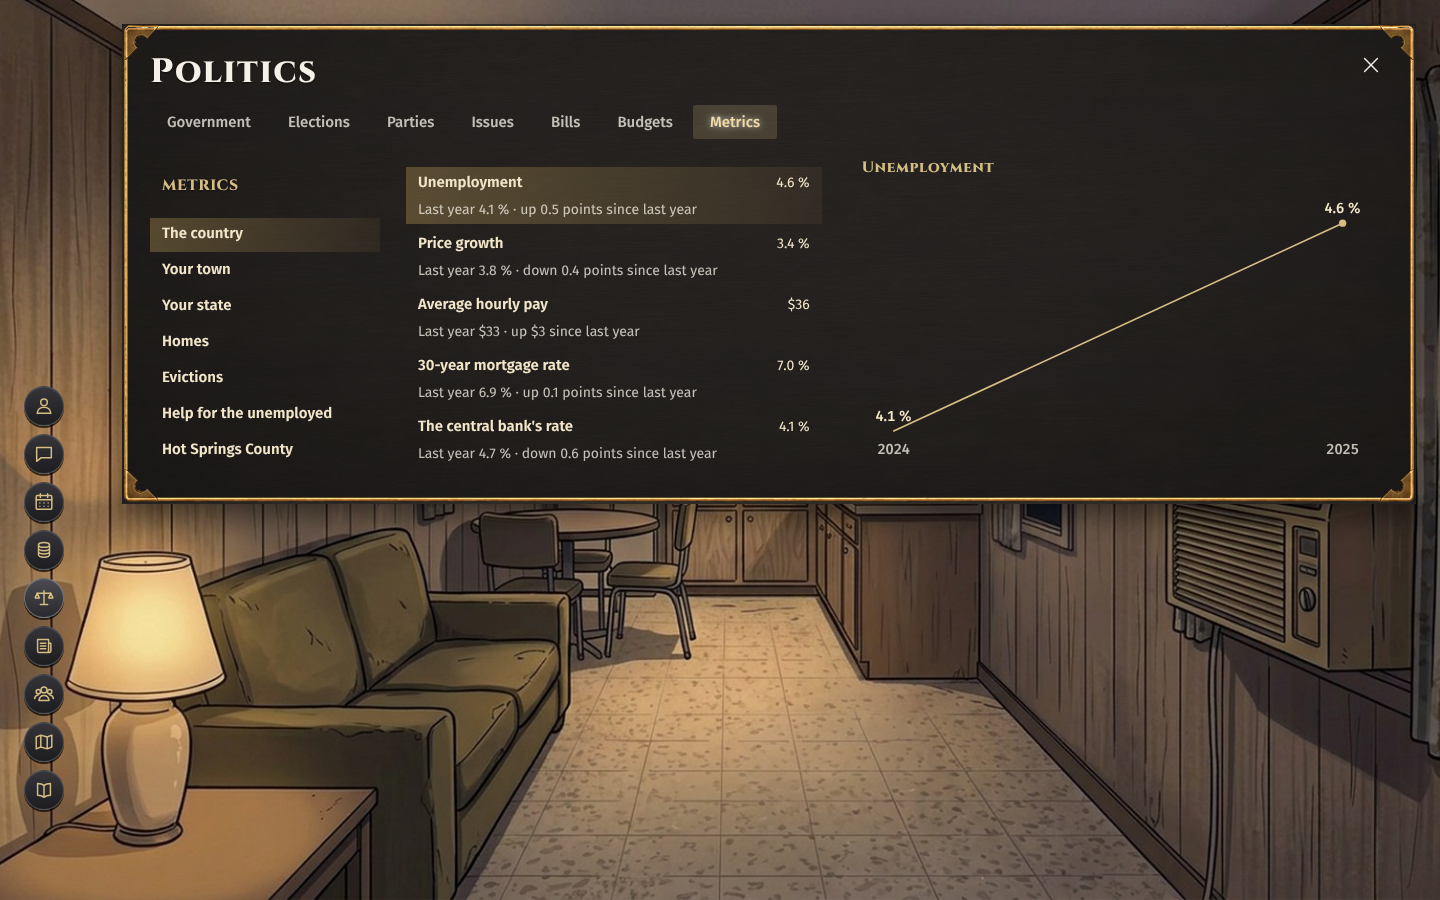 Politics
Government Elections Parties Issues Bills Budgets Metrics
Metrics
The country
Your town
Your state
Homes
Evictions
Help for the unemployed
Hot Springs County
Unemployment 4.6 %
Last year 4.1 % · up 0.5 points since last year
Price growth 3.4 %
Last year 3.8 % · down 0.4 points since last year
Average hourly pay $36
Last year $33 · up $3 since last year
30-year mortgage rate 7.0 %
Last year 6.9 % · up 0.1 points since last year
The central bank's rate 4.1 %
Last year 4.7 % · down 0.6 points since last year
Unemployment
4.6 %
4.1 %
2024 2025